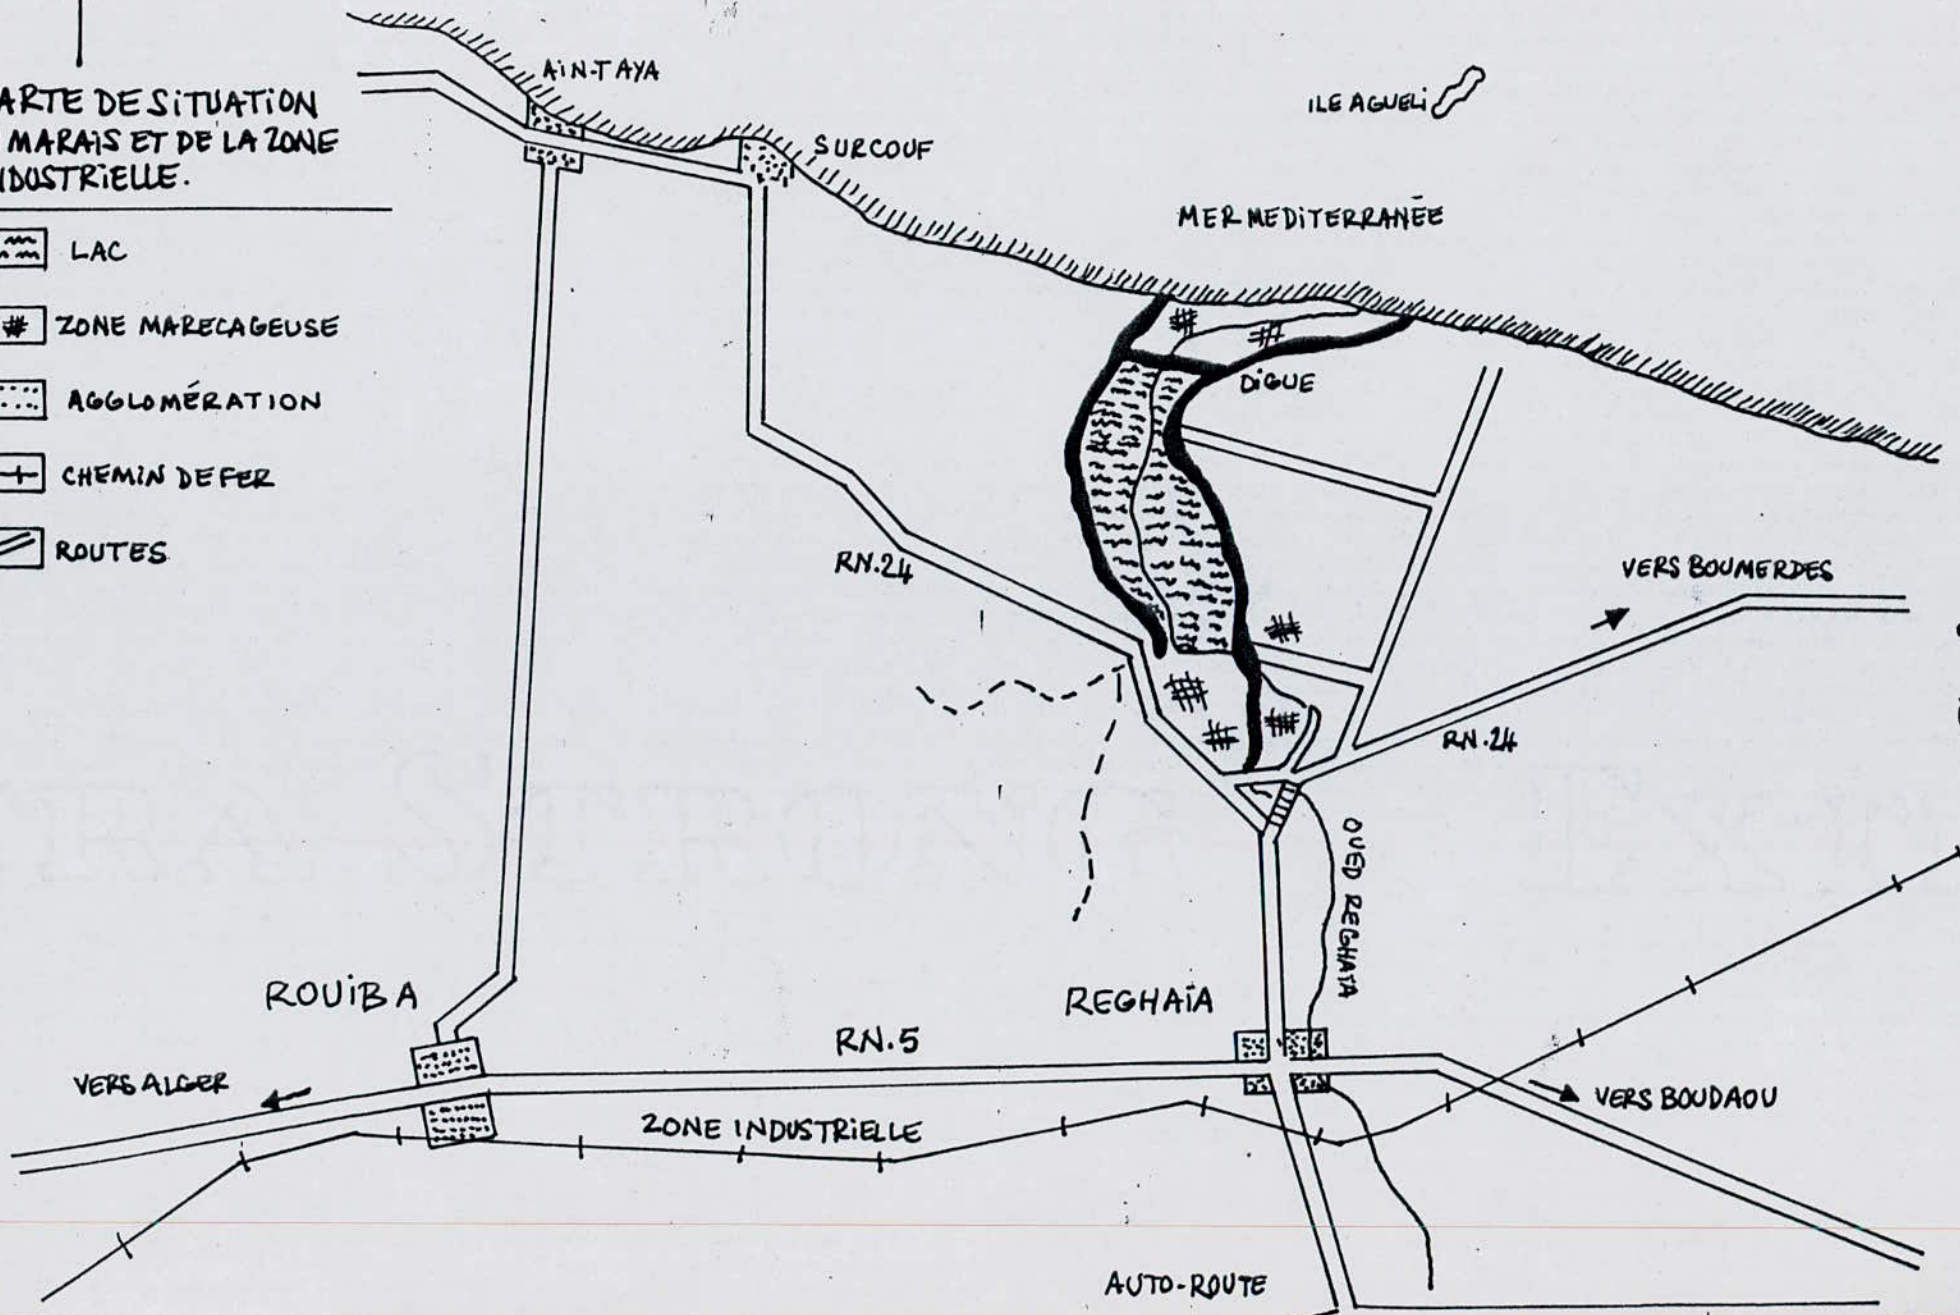 ARTE DE SITUATION
MARAIS ET DE LA ZONE
NDUSTRIELLE.
LAC
ZONE MARECAGEUSE
AGGLOMÉRATION
CHEMIN DE FER
ROUTES
AIN-TAYA
SURCOUF
ILE AGUELI
MER MEDITERRANÉE
DIGUE
RN.24
VERS BOUMERDES
RN.24
OUED REGHAIA
ROUIBA
REGHAÏA
RN.5
VERS ALGER
ZONE INDUSTRIELLE
VERS BOUDAOU
AUTO-ROUTE